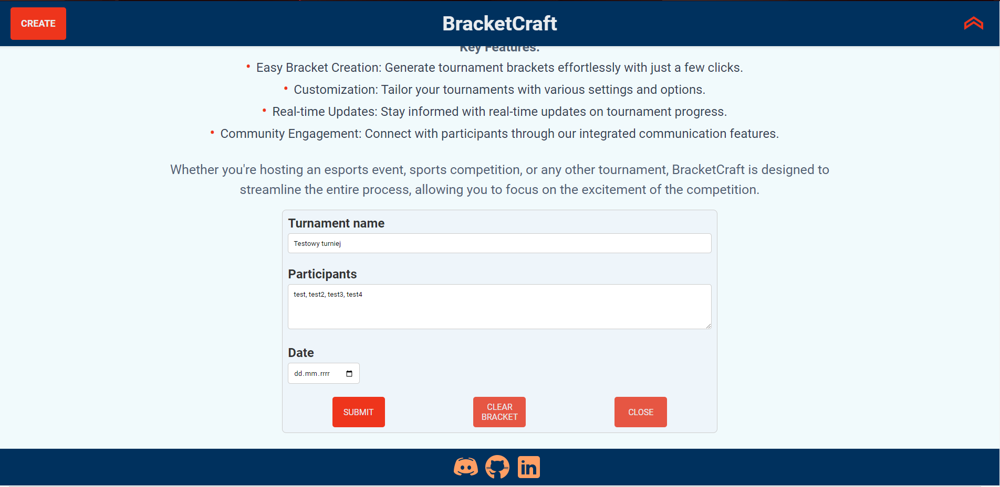 CREATE
BracketCraft
Key Features:
• Easy Bracket Creation: Generate tournament brackets effortlessly with just a few clicks.
• Customization: Tailor your tournaments with various settings and options.
• Real-time Updates: Stay informed with real-time updates on tournament progress.
• Community Engagement: Connect with participants through our integrated communication features.
Whether you're hosting an esports event, sports competition, or any other tournament, BracketCraft is designed to
streamline the entire process, allowing you to focus on the excitement of the competition.
Turnament name
Testowy turniej
Participants
test, test2, test3, test4
Date
dd.mm.rrrr
SUBMIT
CLEAR
BRACKET
CLOSE
in